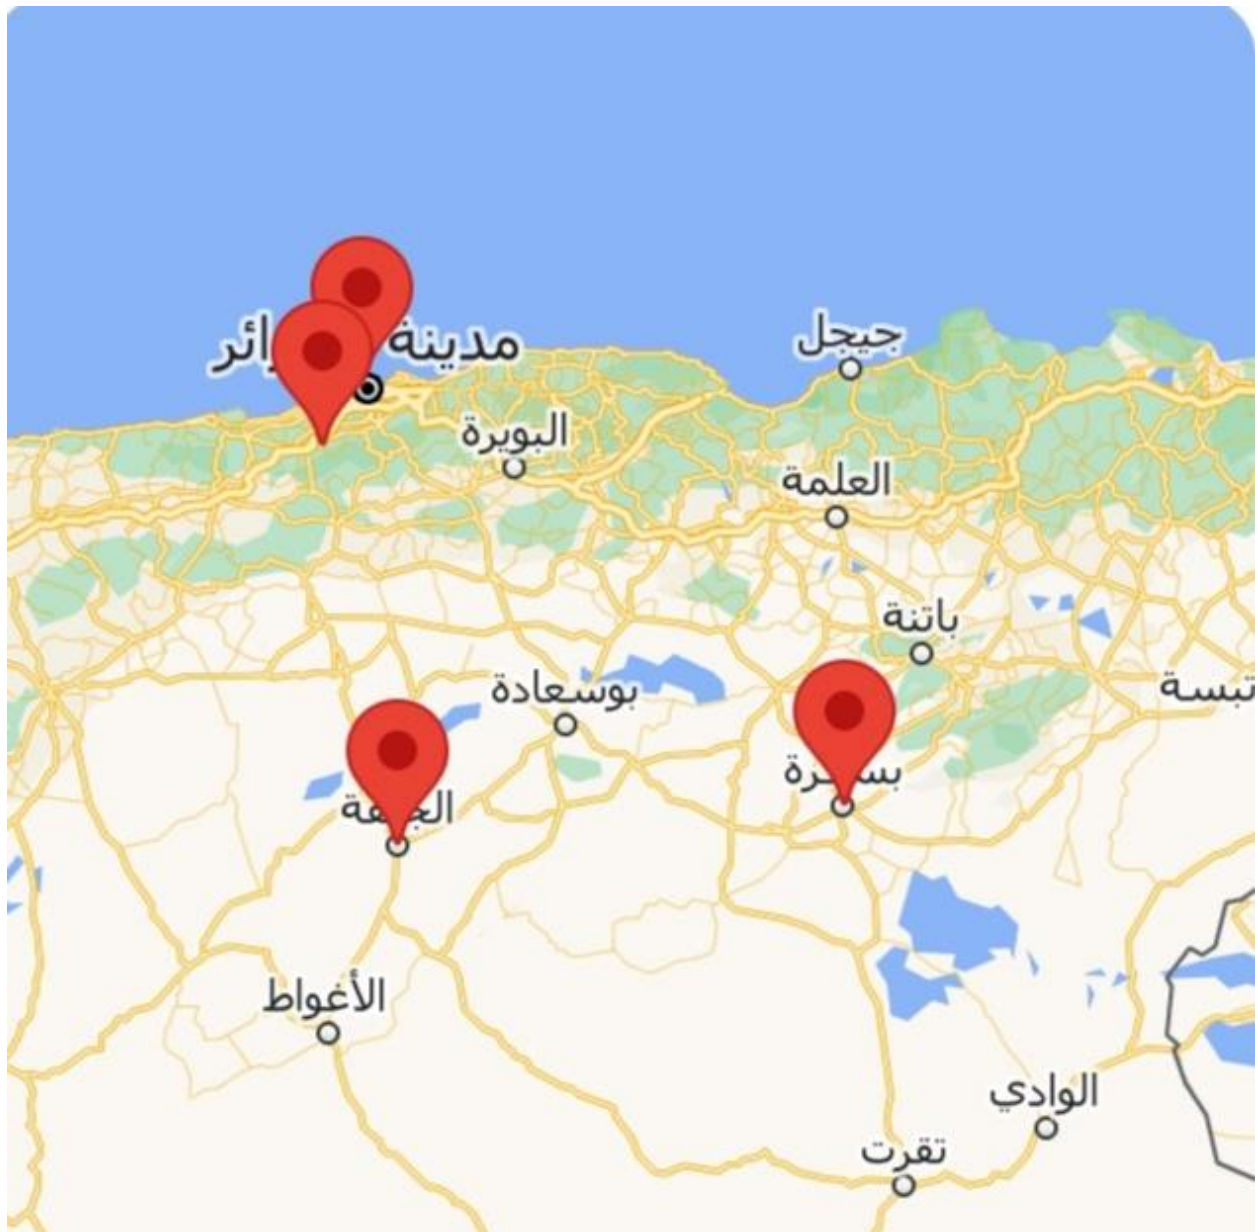 مدينة
جيجل
البويرة
العلمة
باتنة
تبسة
بوسعادة
الأغواط
الوادي
تقرت